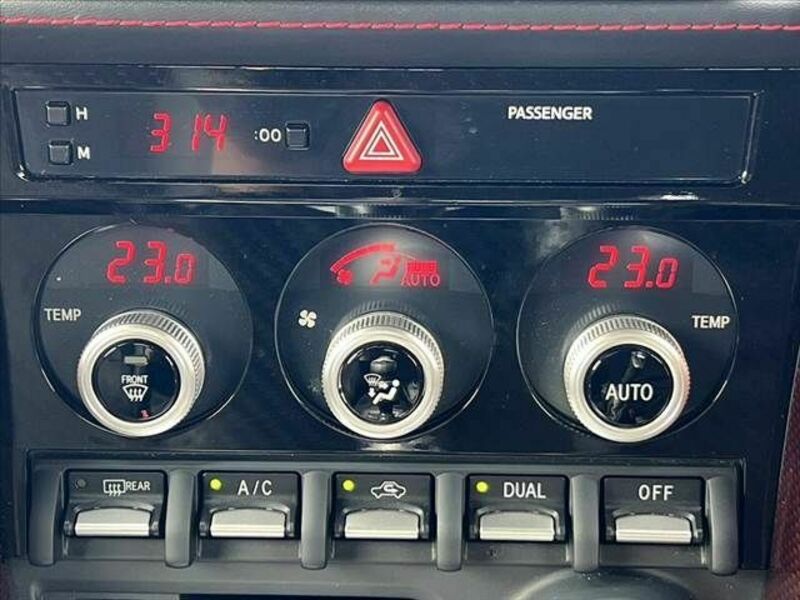 H
3:14 :00
M
PASSENGER
23.0
AUTO
23.0
TEMP
TEMP
FRONT
AUTO
REAR
A/C
DUAL
OFF